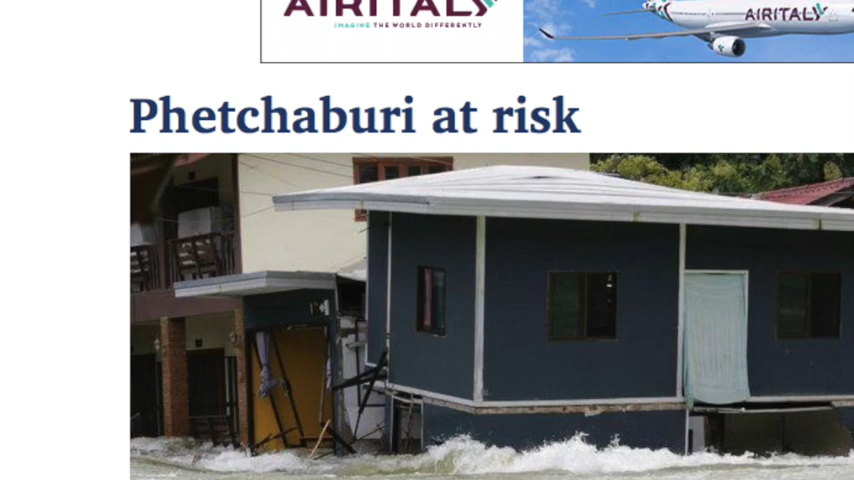 AIRITALY
IMAGINE THE WORLD DIFFERENTLY
AIRITALY
Phetchaburi at risk